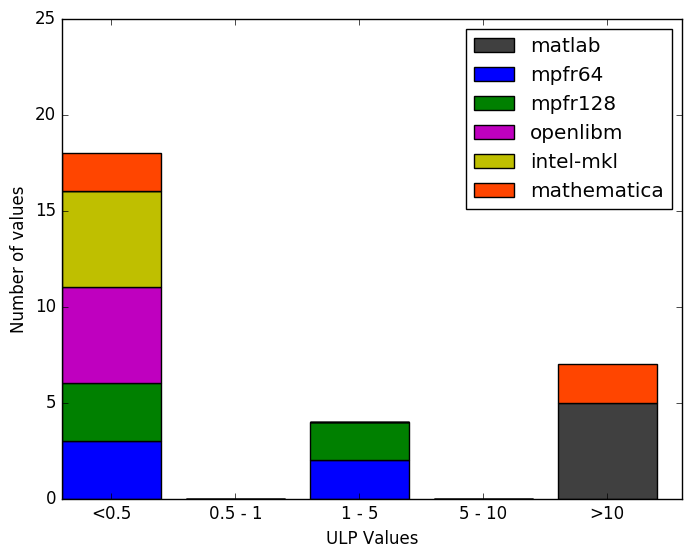 25
20
15
10
5
0
Number of values
matlab
mpfr64
mpfr128
openlibm
intel-mkl
mathematica
<0.5
0.5 - 1
1 - 5
5 - 10
>10
ULP Values